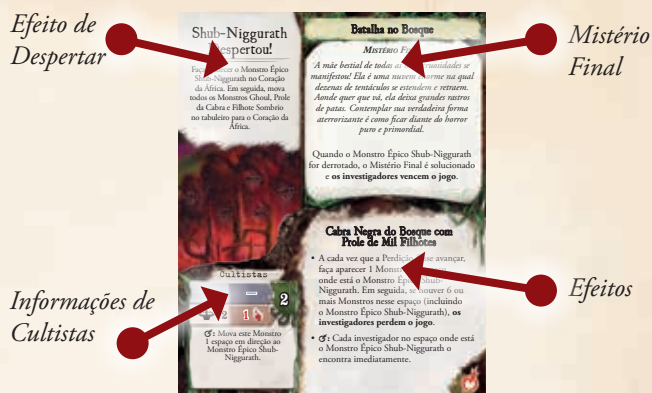 Efeito de
Despertar
Shub-Niggurath
Despertou!
Faça aparecer o Monstro Épico
Shub-Niggurath no Coração
da África. Em seguida, mova
todos os Monstros Ghoul, Prole
da Cabra e Filhote Sombrio
no tabuleiro para o Coração da
África.
Batalha no Bosque
Mistério
A mãe bestial de todas as
manifestou! Ela é uma nuvem enorme na qual
dezenas de tentáculos se estendem e retraem.
Aonde quer que vá, ela deixa grandes rastros
de patas. Contemplar sua verdadeira forma
aterrorizante é como ficar diante do horror
puro e primordial.
Quando o Monstro Épico Shub-Niggurath
for derrotado, o Mistério Final é solucionado
e os investigadores vencem o jogo.
Mistério
Final
Informações de
Cultistas
Cultistas
–
2
2
1
: Mova este Monstro
1 espaço em direção ao
Monstro Épico Shub-
Niggurath.
Cabra Negra do Bosque com
Prole de Mil Filhotes
• A cada vez que a Perdição avançar,
faça aparecer 1 Monstro
onde está o Monstro Épico Shub-
Niggurath. Em seguida, se houver 6 ou
mais Monstros nesse espaço (incluindo
o Monstro Épico Shub-Niggurath), os
investigadores perdem o jogo.
• : Cada investigador no espaço onde está
o Monstro Épico Shub-Niggurath o
encontra imediatamente.
Efeitos